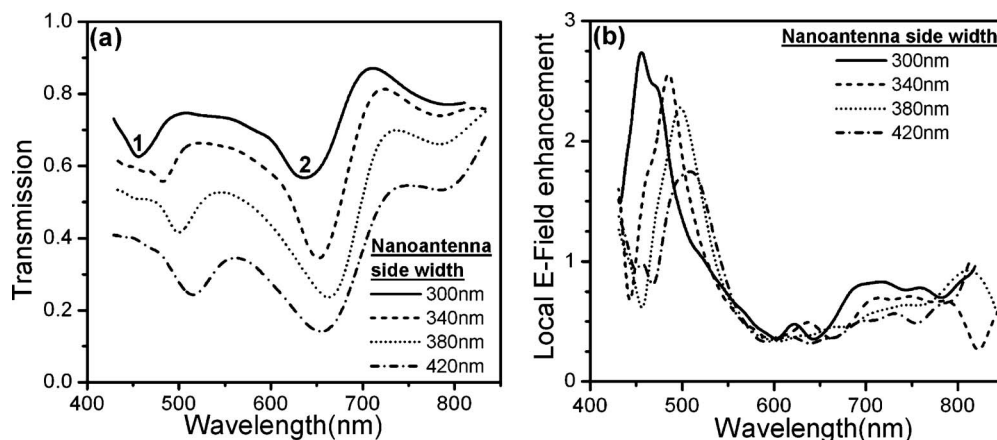 (a)
1.0
0.8
0.6
0.4
0.2
0.0
Transmission
1
2
Nanoantenna
side width
300nm
340nm
380nm
420nm
400 500 600 700 800
Wavelength(nm)
(b)
3
2
1
0
Local E-Field enhancement
Nanoantenna side width
300nm
340nm
380nm
420nm
400 500 600 700 800
Wavelength(nm)